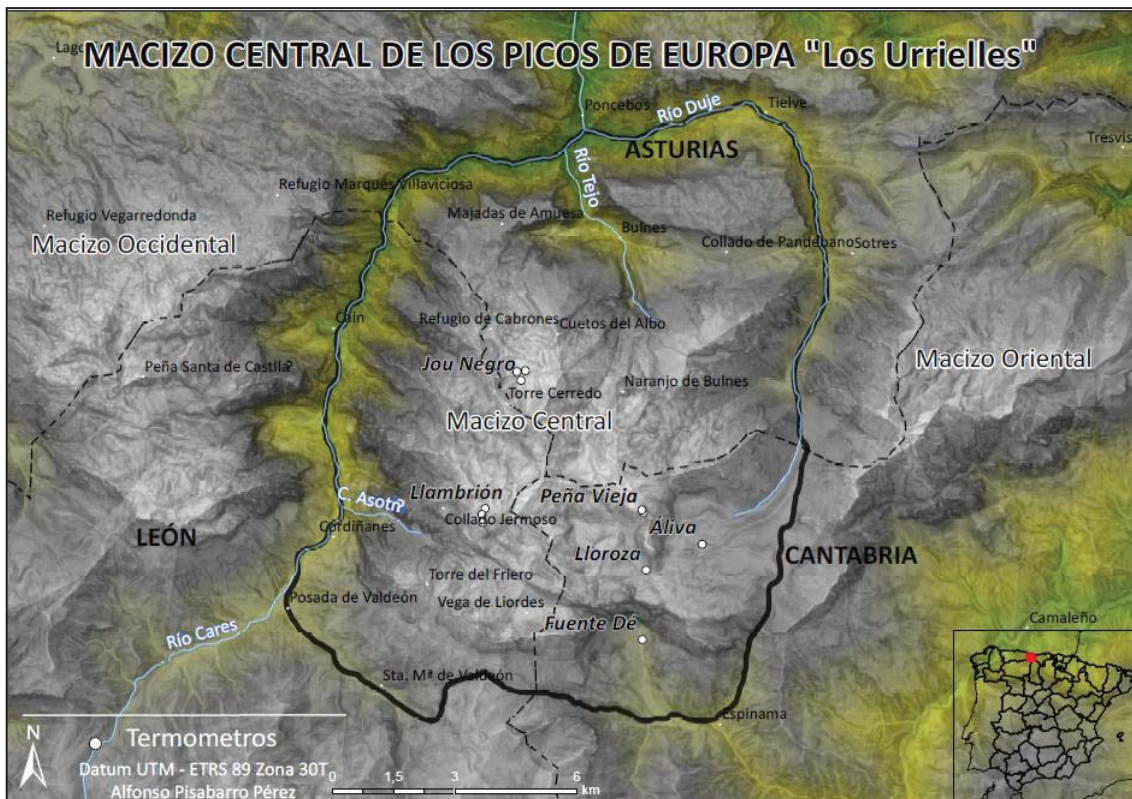 MACIZO CENTRAL DE LOS PICOS DE EUROPA "Los Urrielles"
Poncebos
Río Duje
Tielve
ASTURIAS
Tresvis
Río Tejo
Refugio Marqués Villaviciosa
Refugio Vegarredonda
Majadas de Amuesa
Bulnes
Macizo Occidental
Collado de Pandébano
Sotres
Caín
Refugio de Cabrones
Cuetos del Albo
Peña Santa de Castlla?
Jou Negro
Macizo Oriental
Torre Cerredo
Naranjo de Bulnes
Macizo Central
C. Asotn?
Llambrión
Peña Vieja
Collado Jermoso
Áliva
LEÓN
Cordiñanes
Lloroza
CANTABRIA
Torre del Friero
Posada de Valdeón
Vega de Liordes
Fuente Dé
Camaleño
Río Cares
Sta. Mª de Valdeón
Espinama
N
Termometros
Datum UTM - ETRS 89 Zona 30T
Alfonso Pisabarro Pérez
0 1,5 3 6
km